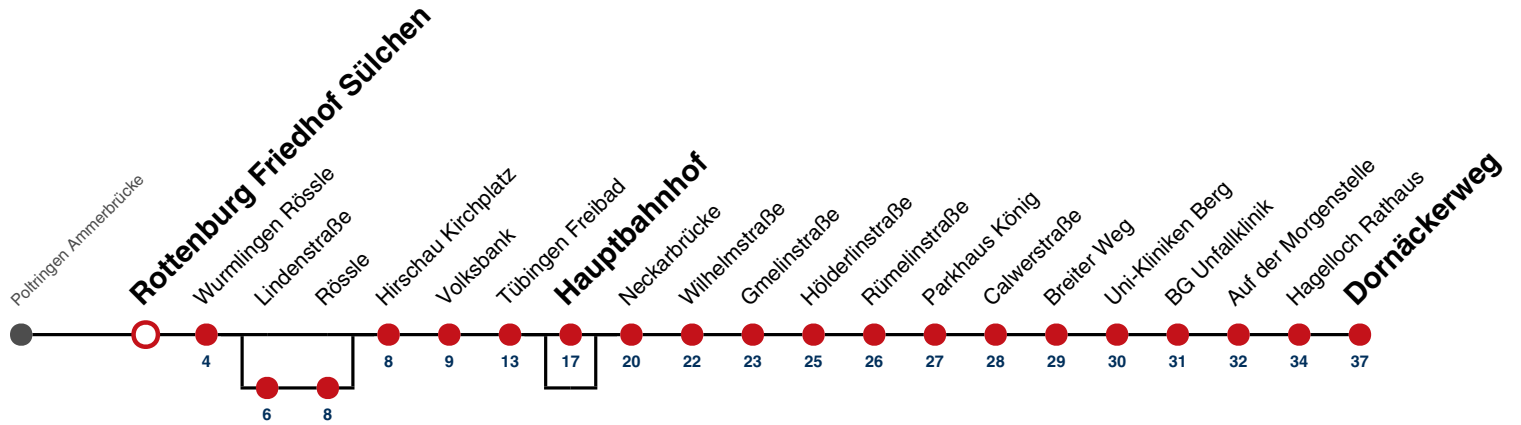 Poltringen Ammerbrücke
Rottenburg Friedhof Sülchen
Wurmlingen Rössle
Lindenstraße
Rössle
Hirschau Kirchplatz
Volksbank
Tübingen Freibad
Hauptbahnhof
Neckarbrücke
Wilhelmstraße
Gmelinstraße
Hölderlinstraße
Rümelinstraße
Parkhaus König
Calwerstraße
Breiter Weg
Uni-Kliniken Berg
BG Unfallklinik
Auf der Morgenstelle
Hagelloch Rathaus
Dornäckerweg
4 8 9 13 17 20 22 23 25 26 27 28 29 30 31 32 34 37
6 8